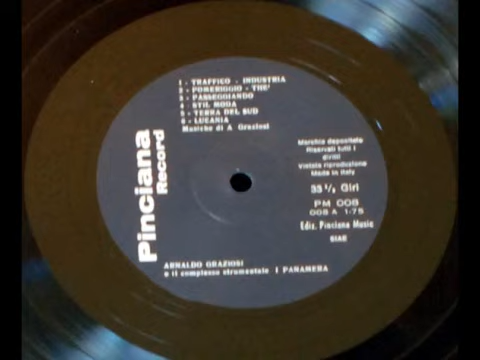 1 - TRAFFICO - INDUSTRIA
2 - POMERIGGIO - THE'
3 - PASSEGGIANDO
4 - STIL MODA
5 - TERRA DEL SUD
6 - LUCANIA
Musiche di A Graziosi
Pinciana
Record
Marchio depositato
Riservati tutti i
diritti
Vietata riproduzione
Made in Italy
33 1/3 Giri
PM 008
008 A 1-75
Ediz. Pinciana Music
SIAE
ARNALDO GRAZIOSI
e il complesso strumentale I PANAMERA